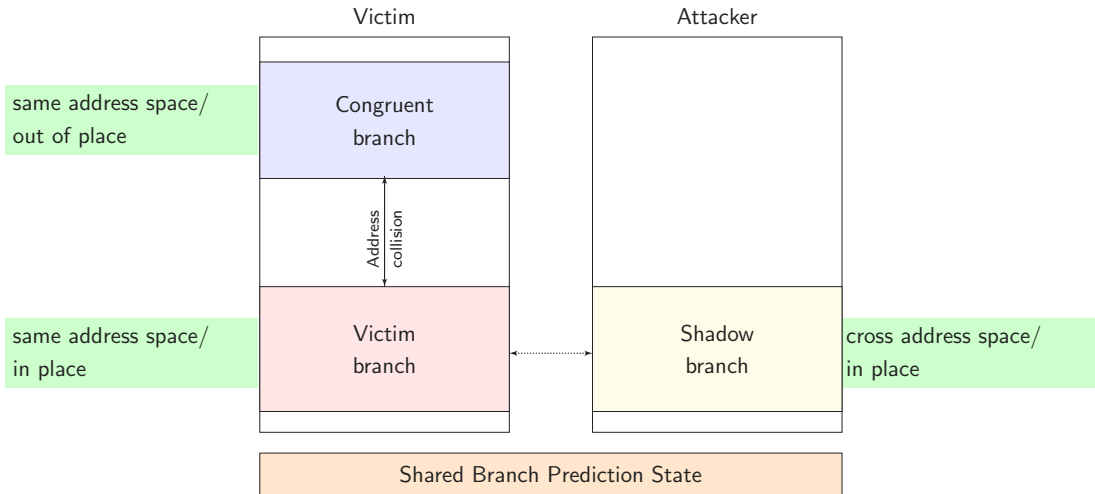 Victim
Attacker
same address space/
out of place
Congruent
branch
Address
collision
same address space/
in place
Victim
branch
Shadow
branch
cross address space/
in place
Shared Branch Prediction State